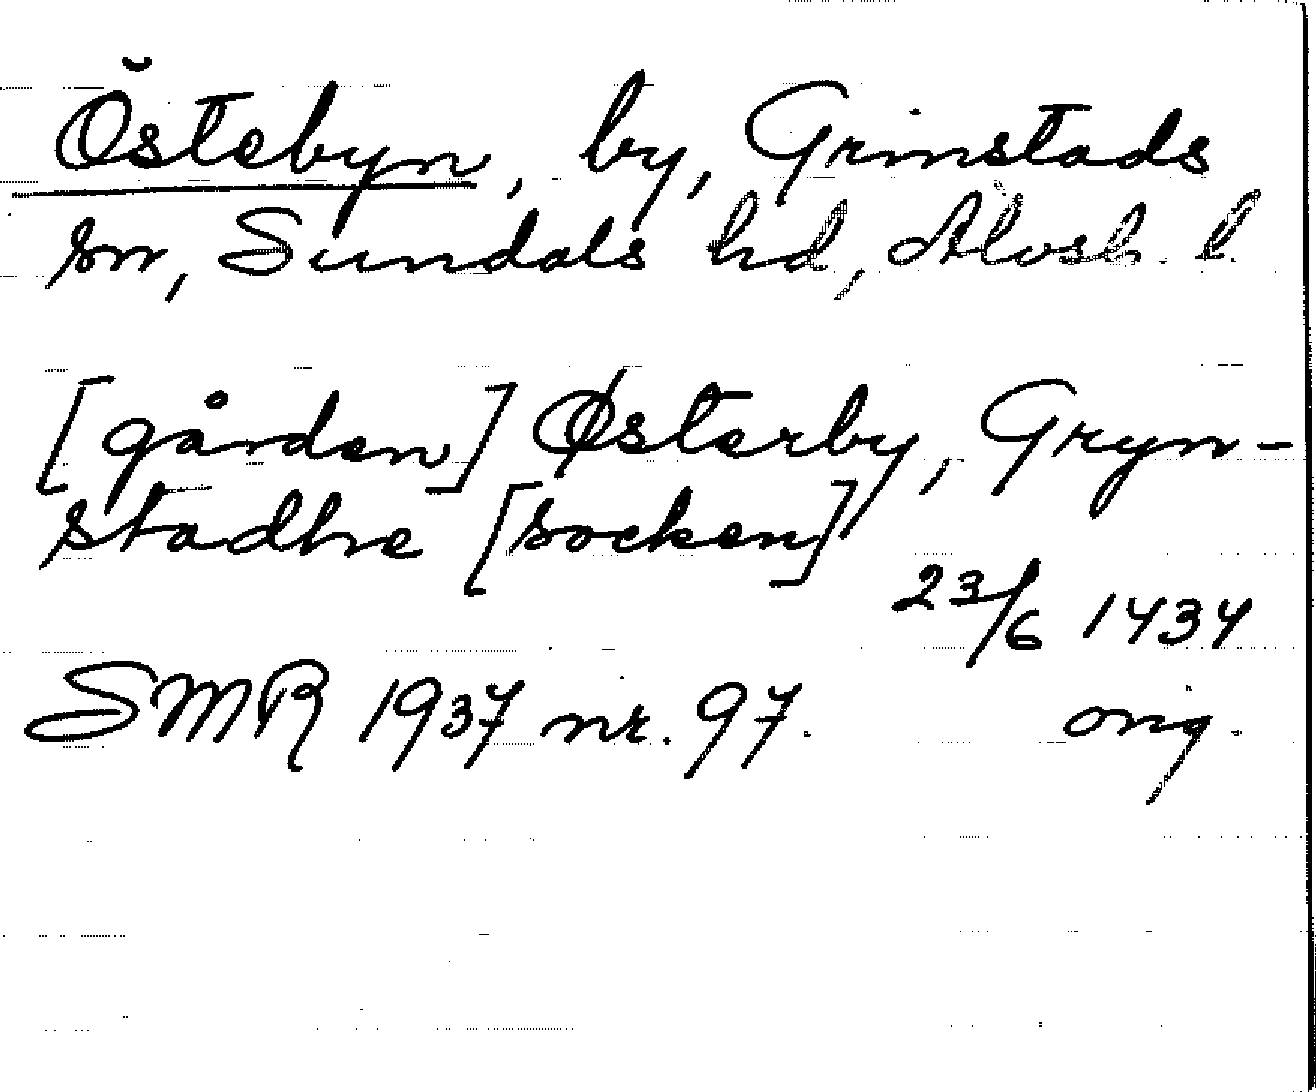 Östebyn, by, Grinstads
sn, Sundals hd, Älvsb. l.
[gården] Østerby, Gryn-
stadhe [socken]
23/6 1434
SMR 1937 nr. 97. orig.